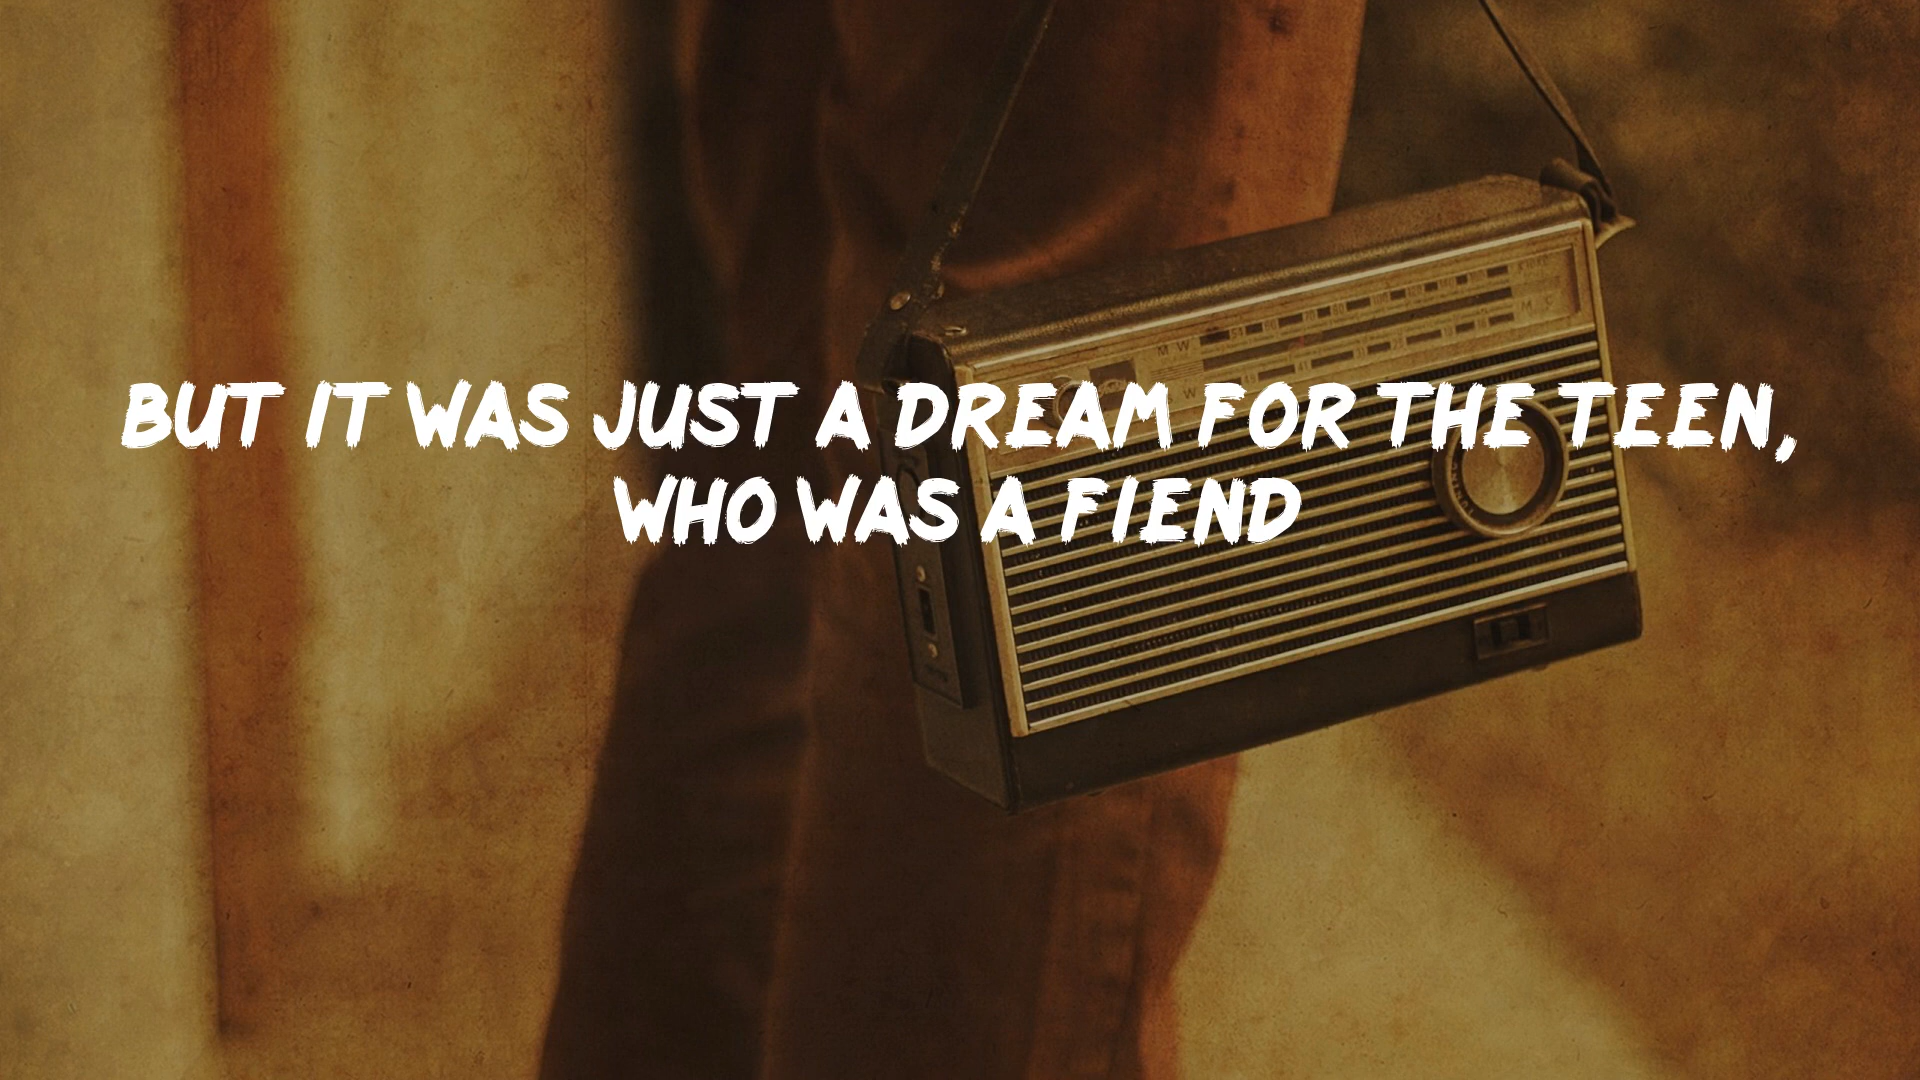 BUT IT WAS JUST A DREAM FOR THE TEEN,
WHO WAS A FIEND
M W